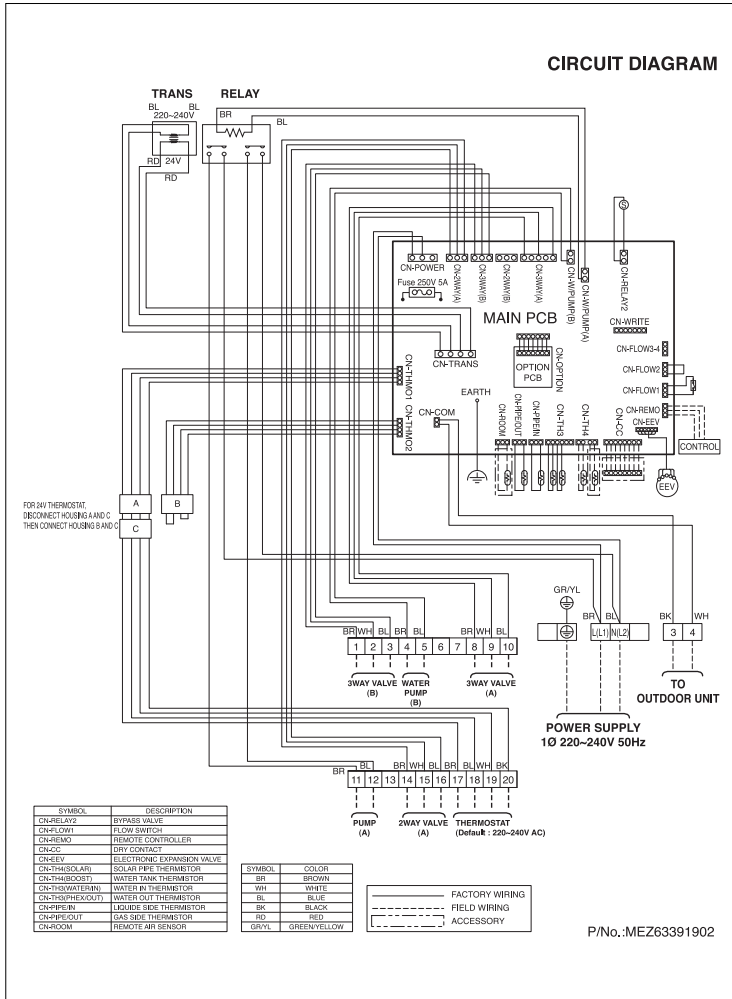 CIRCUIT DIAGRAM
TRANS
RELAY
BL
BL
220~240V
BR
BL
RD
24V
RD
S
CN-POWER
CN-2WAY(A)
CN-3WAY(B)
CN-2WAY(B)
CN-3WAY(A)
CN-W/PUMP(B)
CN-W/PUMP(A)
CN-RELAY2
Fuse 250V 5A
MAIN PCB
CN-WRITE
CN-TRANS
OPTION
PCB
CN-OPTION
CN-FLOW3-4
CN-FLOW2
CN-FLOW1
CN-THMO1
CN-THMO2
CN-COM
EARTH
CN-ROOM
CN-PIPE/OUT
CN-PIPE/IN
CN-TH3
CN-TH4
CN-CC
CN-REMO
CN-EEV
CONTROL
EEV
FOR 24V THERMOSTAT,
DISCONNECT HOUSING A AND C
THEN CONNECT HOUSING B AND C
A
B
C
GR/YL
BR
BL
BK
WH
L(L1)
N(L2)
3
4
TO
OUTDOOR UNIT
POWER SUPPLY
1Ø 220~240V 50Hz
BR WH BL BR BL BR WH BL
1 2 3 4 5 6 7 8 9 10
3WAY VALVE
(B)
WATER
PUMP
(B)
3WAY VALVE
(A)
BR BL BR WH BL BR BL WH BK
11 12 13 14 15 16 17 18 19 20
PUMP
(A)
2WAY VALVE
(A)
THERMOSTAT
(Default : 220~240V AC)
SYMBOL DESCRIPTION
CN-RELAY2 BYPASS VALVE
CN-FLOW1 FLOW SWITCH
CN-REMO REMOTE CONTROLLER
CN-CC DRY CONTACT
CN-EEV ELECTRONIC EXPANSION VALVE
CN-TH4(SOLAR) SOLAR PIPE THERMISTOR
CN-TH4(BOOST) WATER TANK THERMISTOR
CN-TH3(WATER/IN) WATER IN THERMISTOR
CN-TH3(PHEX/OUT) WATER OUT THERMISTOR
CN-PIPE/IN LIQUIDE SIDE THERMISTOR
CN-PIPE/OUT GAS SIDE THERMISTOR
CN-ROOM REMOTE AIR SENSOR
SYMBOL COLOR
BR BROWN
WH WHITE
BL BLUE
BK BLACK
RD RED
GR/YL GREEN/YELLOW
FACTORY WIRING
FIELD WIRING
ACCESSORY
P/No.:MEZ63391902